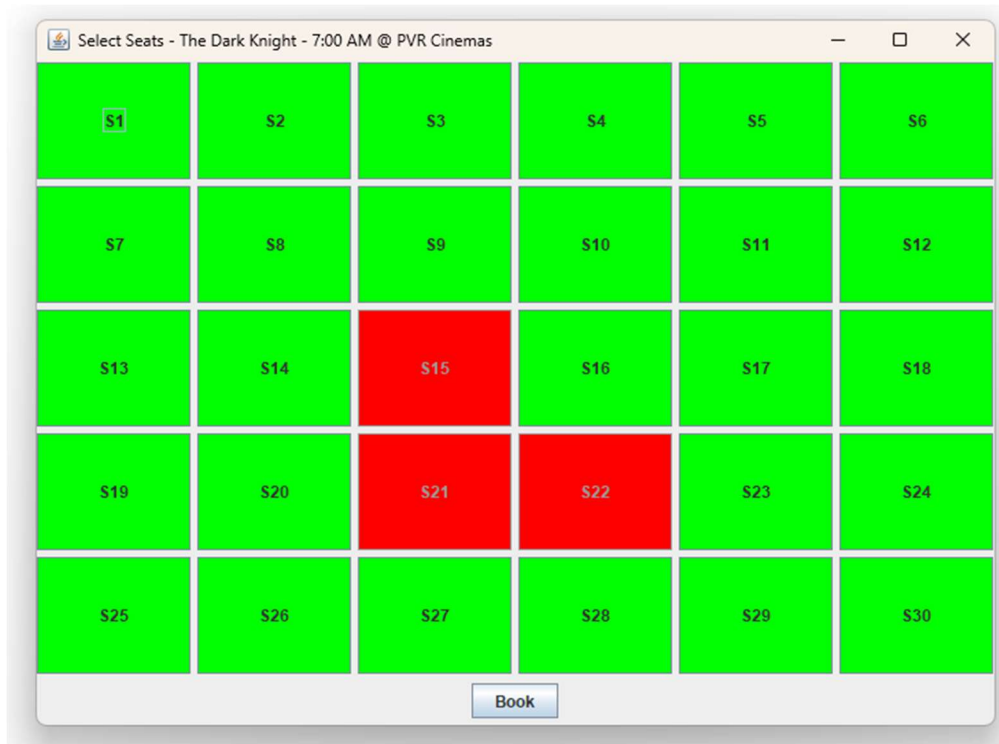 Select Seats - The Dark Knight - 7:00 AM @ PVR Cinemas
S1 S2 S3 S4 S5 S6
S7 S8 S9 S10 S11 S12
S13 S14 S15 S16 S17 S18
S19 S20 S21 S22 S23 S24
S25 S26 S27 S28 S29 S30
Book